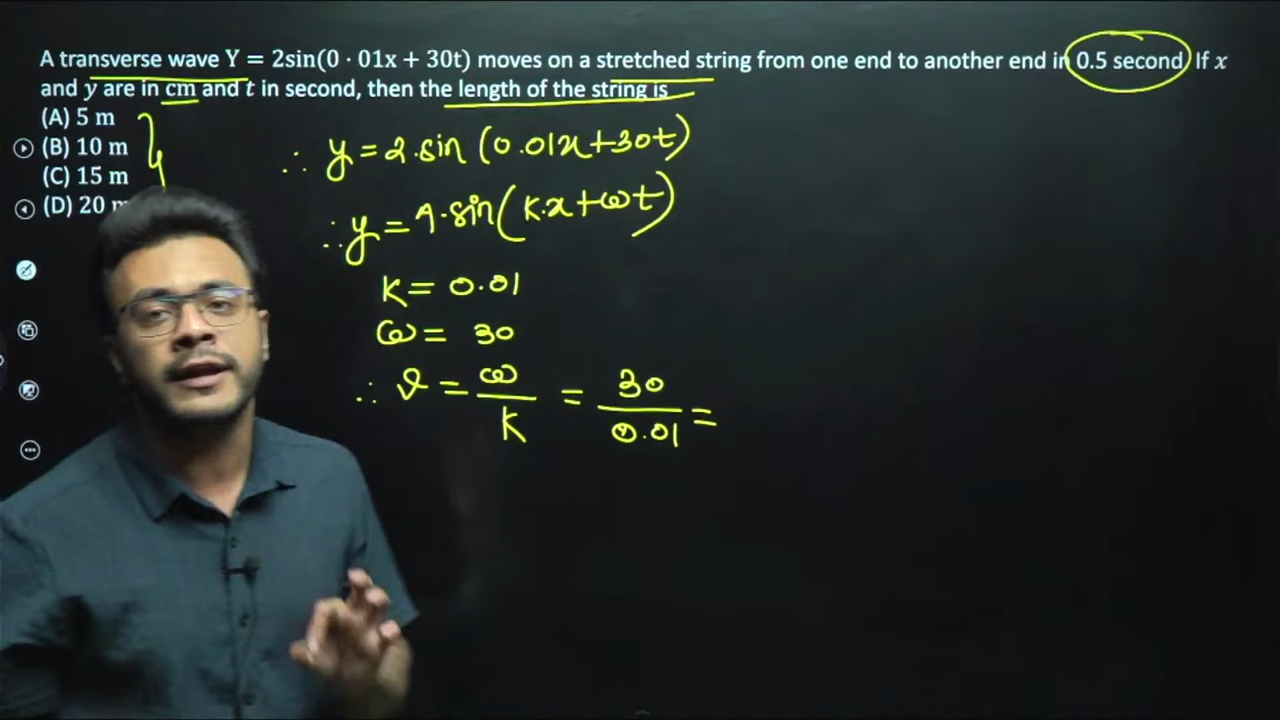 A transverse wave Y = 2sin(0 · 01x + 30t) moves on a stretched string from one end to another end in 0.5 second. If x
and y are in cm and t in second, then the length of the string is
(A) 5 m
(B) 10 m
(C) 15 m
(D) 20 m
∴ y = 2.sin (0.01x+30t)
∴ y = A.sin (K.x+ωt)
K = 0.01
ω = 30
∴ v = ω/K = 30/0.01 =